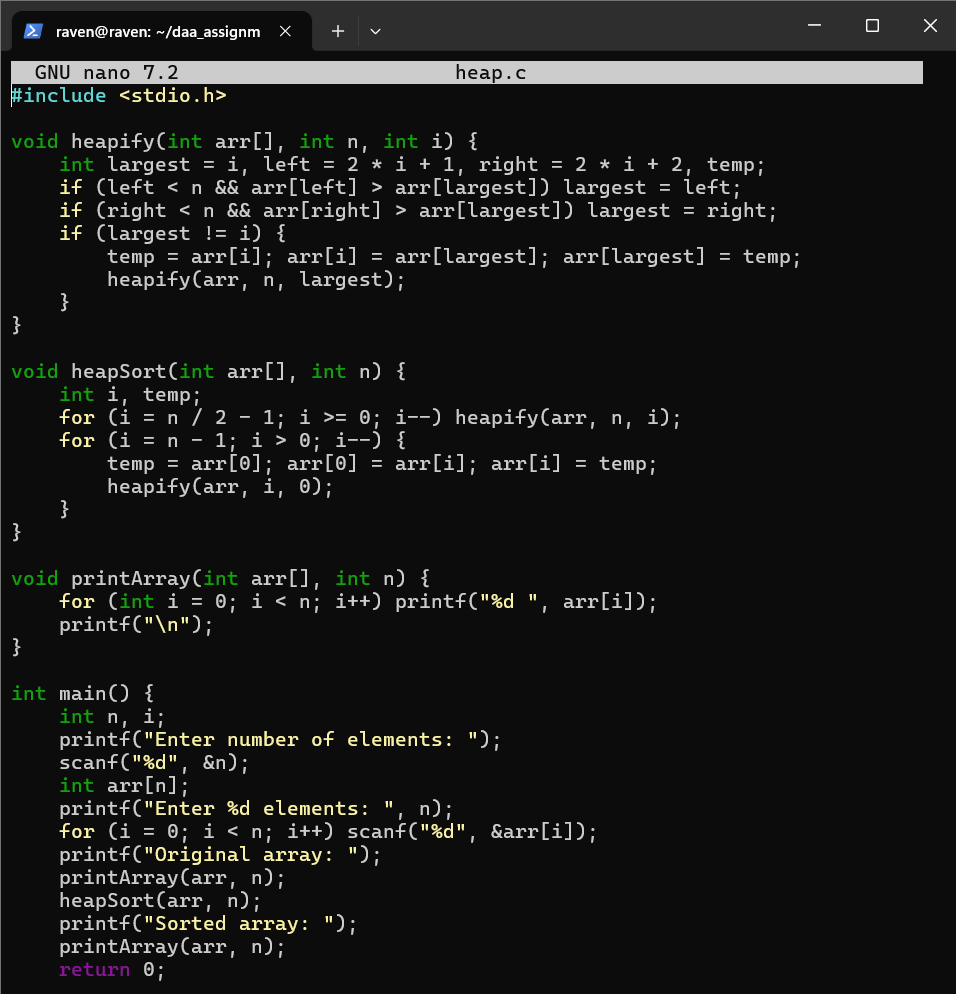 raven@raven: ~/daa_assignm
GNU nano 7.2                       heap.c
#include <stdio.h>

void heapify(int arr[], int n, int i) {
    int largest = i, left = 2 * i + 1, right = 2 * i + 2, temp;
    if (left < n && arr[left] > arr[largest]) largest = left;
    if (right < n && arr[right] > arr[largest]) largest = right;
    if (largest != i) {
        temp = arr[i]; arr[i] = arr[largest]; arr[largest] = temp;
        heapify(arr, n, largest);
    }
}

void heapSort(int arr[], int n) {
    int i, temp;
    for (i = n / 2 - 1; i >= 0; i--) heapify(arr, n, i);
    for (i = n - 1; i > 0; i--) {
        temp = arr[0]; arr[0] = arr[i]; arr[i] = temp;
        heapify(arr, i, 0);
    }
}

void printArray(int arr[], int n) {
    for (int i = 0; i < n; i++) printf("%d ", arr[i]);
    printf("\n");
}

int main() {
    int n, i;
    printf("Enter number of elements: ");
    scanf("%d", &n);
    int arr[n];
    printf("Enter %d elements: ", n);
    for (i = 0; i < n; i++) scanf("%d", &arr[i]);
    printf("Original array: ");
    printArray(arr, n);
    heapSort(arr, n);
    printf("Sorted array: ");
    printArray(arr, n);
    return 0;